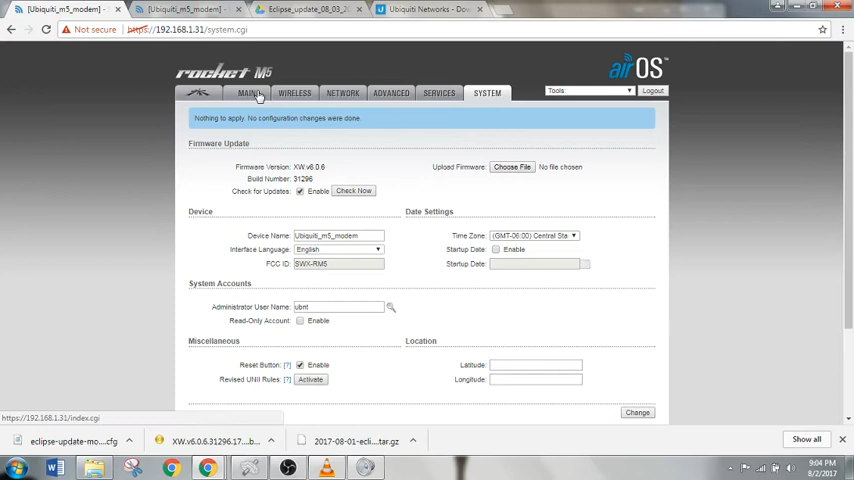 [Ubiquiti_m5_modem] -
[Ubiquiti_m5_modem] -
Eclipse_update_08_03_2
Ubiquiti Networks - Dow
Not secure
https://192.168.1.31/system.cgi
rocket M5
airOS
MAIN
WIRELESS
NETWORK
ADVANCED
SERVICES
SYSTEM
Tools:
Logout
Nothing to apply. No configuration changes were done.
Firmware Update
Firmware Version: XW.v6.0.6
Upload Firmware: Choose File No file chosen
Build Number: 31296
Check for Updates: Enable Check Now
Device
Date Settings
Device Name: Ubiquiti_m5_modem
Time Zone: (GMT-06:00) Central Sta
Interface Language: English
Startup Date: Enable
FCC ID: SWX-RM5
Startup Date:
System Accounts
Administrator User Name: ubnt
Read-Only Account: Enable
Miscellaneous
Location
Reset Button: [?] Enable
Latitude:
Revised UNII Rules: [?] Activate
Longitude:
Change
https://192.168.1.31/index.cgi
eclipse-update-mo....cfg
XW.v6.0.6.31296.17....b...
2017-08-01-ecli....tar.gz
Show all
9:04 PM
8/2/2017